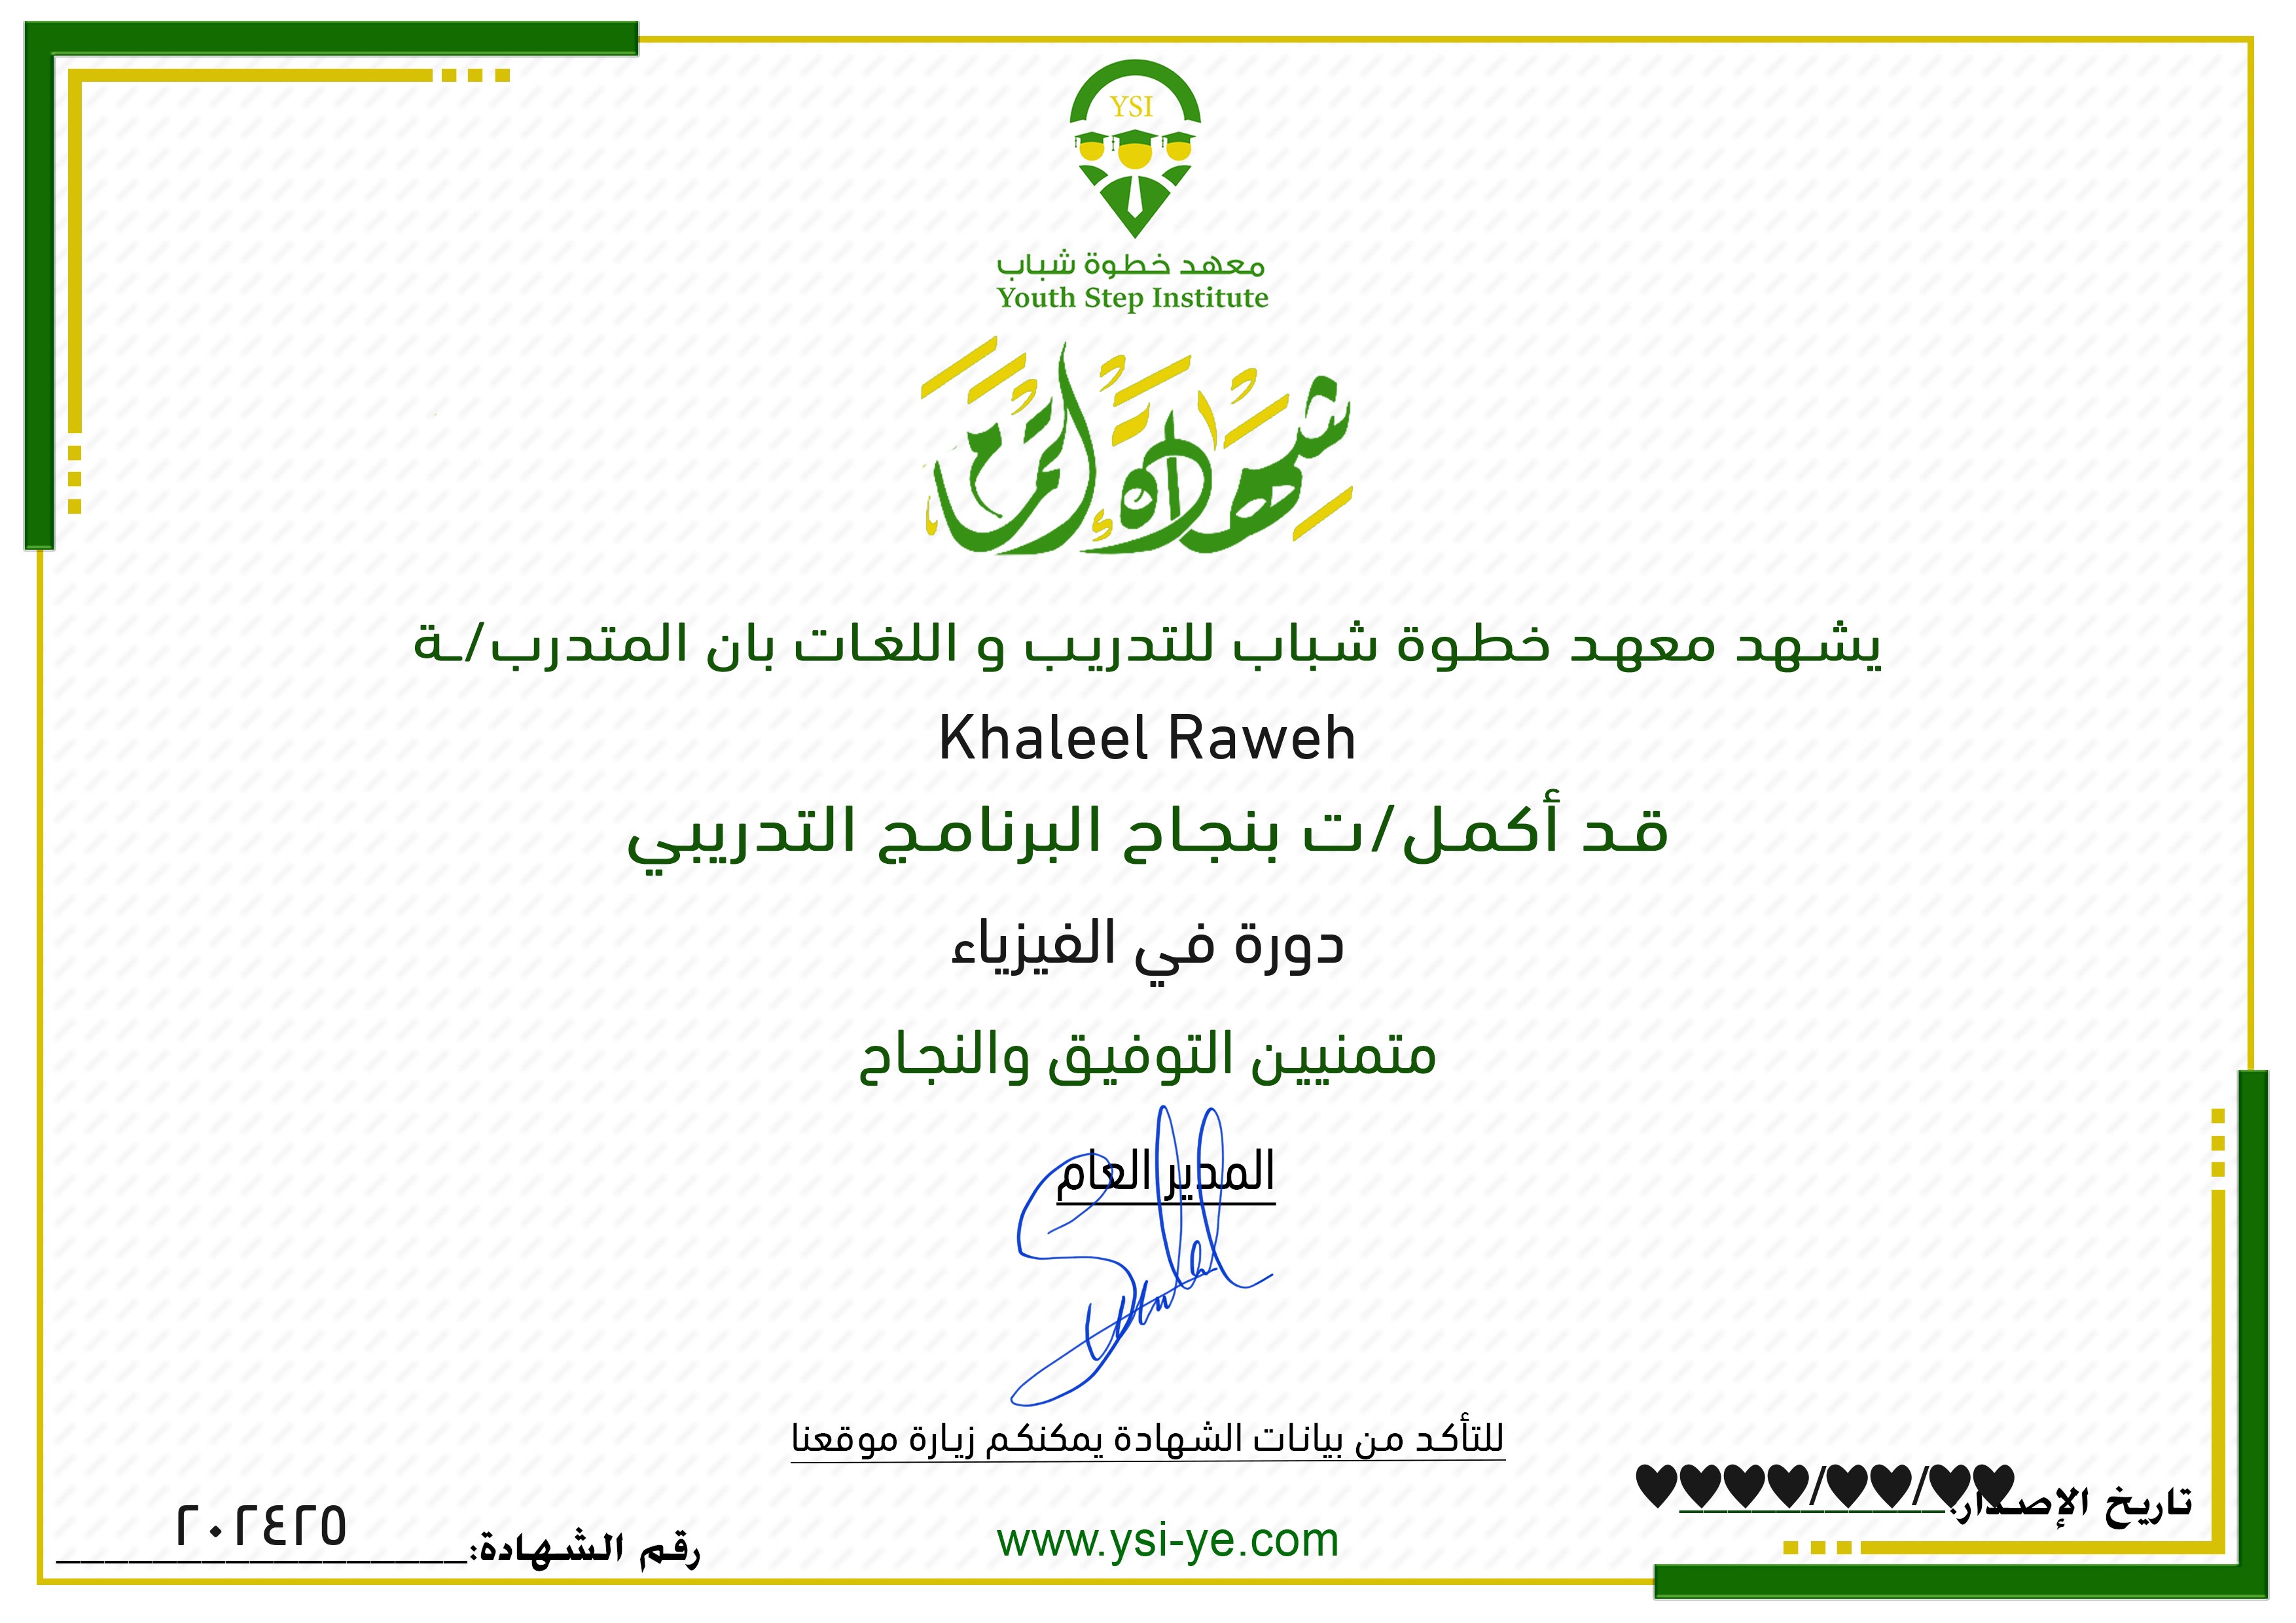 YSI
معهد خطوة شباب
Youth Step Institute
شَهَادَةُ إِتْمَام
يشهد معهد خطوة شباب للتدريب و اللغات بان المتدرب/ـة
Khaleel Raweh
قد أكمل/ت بنجاح البرنامج التدريبي
دورة في الفيزياء
متمنيين التوفيق والنجاح
المدير العام
للتأكد من بيانات الشهادة يمكنكم زيارة موقعنا
تاريخ الإصدار: ♥♥/♥♥/♥♥♥♥
رقم الشهادة: ٢٠٢٤٢٥
www.ysi-ye.com